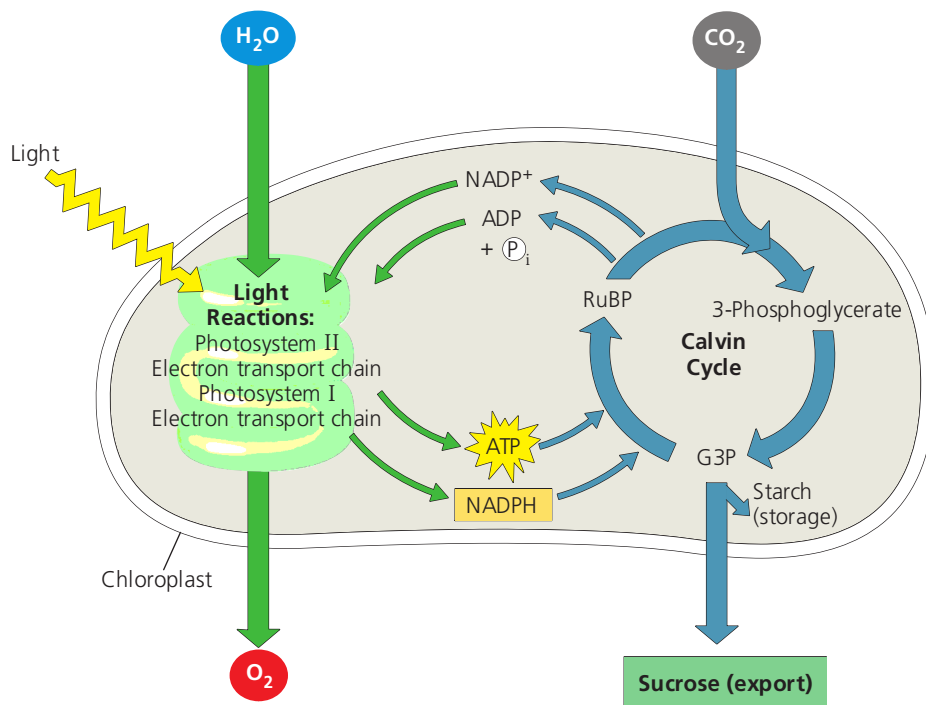 H₂O
CO₂
Light
NADP⁺
ADP
+ Pᵢ
Light
Reactions:
Photosystem II
Electron transport chain
Photosystem I
Electron transport chain
RuBP
3-Phosphoglycerate
Calvin
Cycle
ATP
NADPH
G3P
Starch
(storage)
Chloroplast
O₂
Sucrose (export)